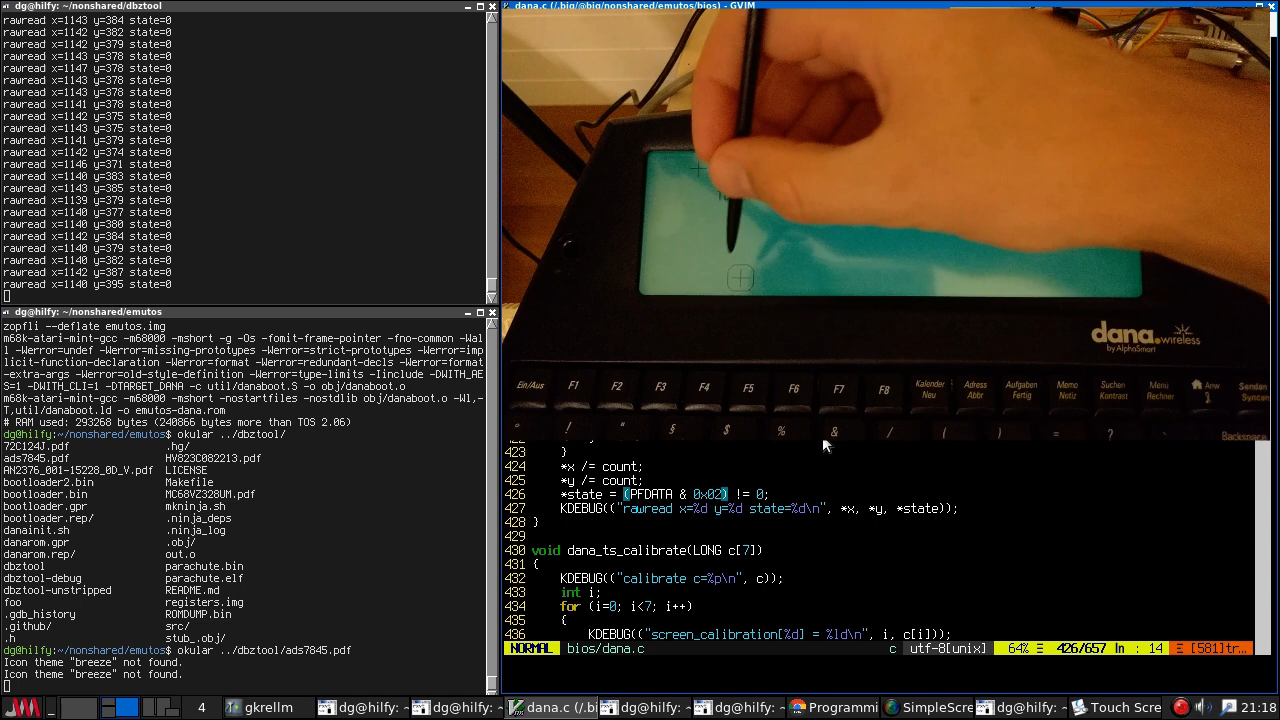 dg@hilfy: ~/nonshared/dbztool
rawread x=1143 y=384 state=0
rawread x=1142 y=382 state=0
rawread x=1142 y=379 state=0
rawread x=1143 y=378 state=0
rawread x=1147 y=378 state=0
rawread x=1143 y=378 state=0
rawread x=1143 y=378 state=0
rawread x=1141 y=378 state=0
rawread x=1142 y=375 state=0
rawread x=1143 y=375 state=0
rawread x=1141 y=379 state=0
rawread x=1142 y=374 state=0
rawread x=1146 y=371 state=0
rawread x=1140 y=383 state=0
rawread x=1143 y=385 state=0
rawread x=1139 y=379 state=0
rawread x=1140 y=377 state=0
rawread x=1140 y=380 state=0
rawread x=1140 y=384 state=0
rawread x=1140 y=379 state=0
rawread x=1140 y=382 state=0
rawread x=1142 y=387 state=0
rawread x=1140 y=395 state=0
dg@hilfy: ~/nonshared/emutos
zopfli --deflate emutos.img
m68k-atari-mint-gcc -m68000 -mshort -g -Os -fomit-frame-pointer -fno-common -Wal
l -Werror=undef -Werror=missing-prototypes -Werror=strict-prototypes -Werror=imp
licit-function-declaration -Werror=format -Werror=redundant-decls -Werror=format
-extra-args -Werror=old-style-definition -Werror=type-limits -Iinclude -DWITH_AE
S=1 -DWITH_CLI=1 -DTARGET_DANA -c util/danaboot.S -o obj/danaboot.o
m68k-atari-mint-gcc -m68000 -mshort -nostartfiles -nostdlib obj/danaboot.o -Wl,-
T,util/danaboot.ld -o emutos-dana.rom
# RAM used: 293268 bytes (240866 bytes more than TOS 2.06)
dg@hilfy:~/nonshared/emutos$ okular ../dbztool/
72C124J.pdf .hg/
ads7845.pdf HV823C082213.pdf
AN2376_001-15228_0D_V.pdf LICENSE
bootloader2.bin Makefile
bootloader.bin MC68VZ328UM.pdf
bootloader.gpr mkninja.sh
bootloader.rep/ .ninja_deps
danainit.sh .ninja_log
danarom.gpr .obj/
danarom.rep/ out.o
dbztool parachute.bin
dbztool-debug parachute.elf
dbztool-unstripped README.md
foo registers.img
.gdb_history ROMDUMP.bin
.github/ src/
.h stub_.obj/
dg@hilfy:~/nonshared/emutos$ okular ../dbztool/ads7845.pdf
Icon theme "breeze" not found.
Icon theme "breeze" not found.
dana.c (/.big/@big/nonshared/emutos/bios) - GVIM
dana.wireless
by AlphaSmart
Ein/Aus F1 F2 F3 F4 F5 F6 F7 F8 Kalender Neu Adress Abbr Aufgaben Fertig Memo Notiz Suchen Kontrast Menü Rechner Anw Senden Syncen
° ! " § $ % & / ( ) = ? ` Backspace
423 }
424 *x /= count;
425 *y /= count;
426 *state = (PFDATA & 0x02) != 0;
427 KDEBUG(("rawread x=%d y=%d state=%d\n", *x, *y, *state));
428 }
429
430 void dana_ts_calibrate(LONG c[7])
431 {
432 KDEBUG(("calibrate c=%p\n", c));
433 int i;
434 for (i=0; i<7; i++)
435 {
436 KDEBUG(("screen_calibration[%d] = %ld\n", i, c[i]));
NORMAL bios/dana.c c utf-8[unix] 64% 426/657 ln : 14 [581]tr…
4 gkrellm dg@hilfy: ~ dg@hilfy: ~ dana.c (/.bi dg@hilfy: ~ dg@hilfy: ~ Programmi SimpleScre dg@hilfy: ~ Touch Scre 21:18